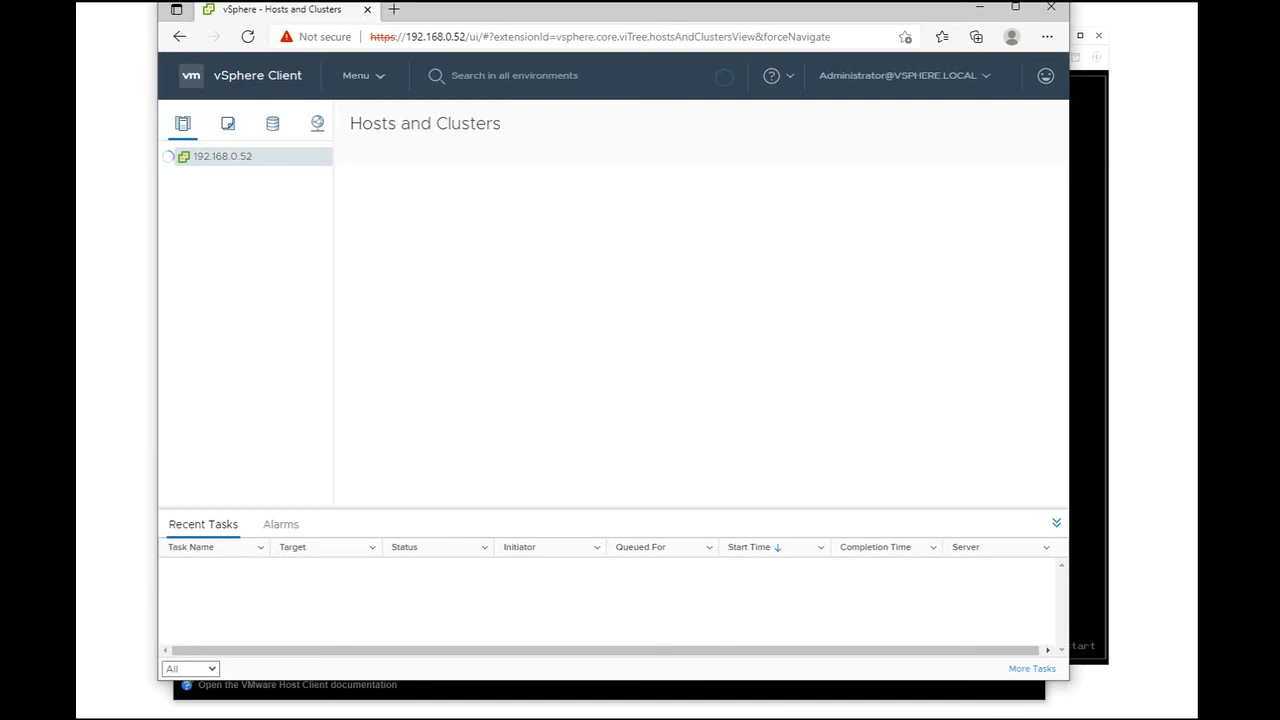 vSphere - Hosts and Clusters
Not secure https://192.168.0.52/ui/#?extensionId=vsphere.core.viTree.hostsAndClustersView&forceNavigate
vm vSphere Client Menu Search in all environments Administrator@VSPHERE.LOCAL
Hosts and Clusters
192.168.0.52
Recent Tasks Alarms
Task Name Target Status Initiator Queued For Start Time Completion Time Server
All More Tasks
Open the VMware Host Client documentation